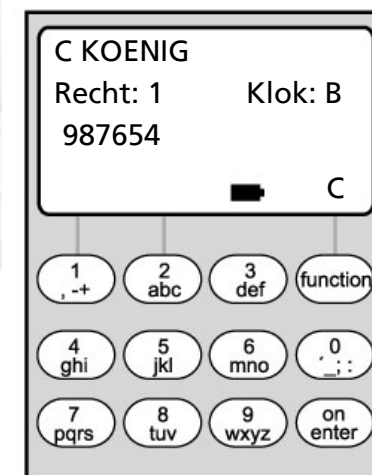 C KOENIG
Recht: 1 Klok: B
987654
C
1 2 3 function
, -+ abc def
4 5 6 0
ghi jkl mno ´_; :
7 8 9 on
pqrs tuv wxyz enter